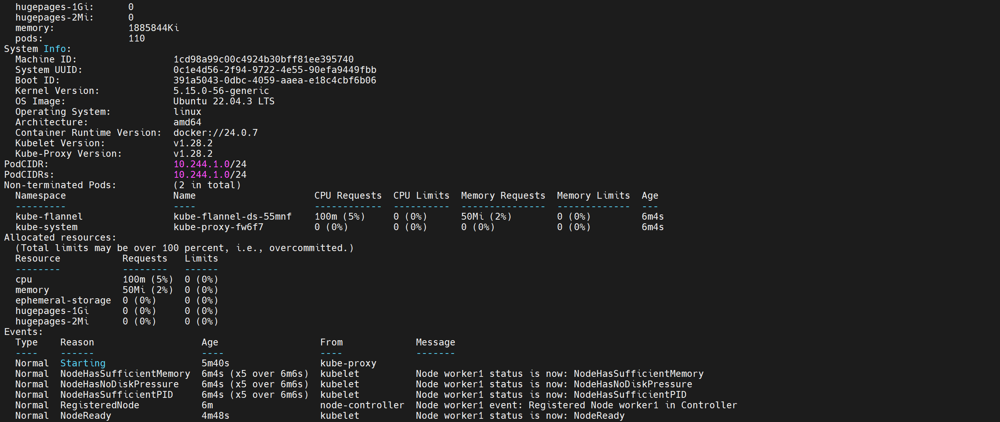 hugepages-1Gi:      0
hugepages-2Mi:      0
memory:             1885844Ki
pods:               110
System Info:
Machine ID:                 1cd98a99c00c4924b30bff81ee395740
System UUID:                0c1e4d56-2f94-9722-4e55-90efa9449fbb
Boot ID:                    391a5043-0dbc-4059-aaea-e18c4cbf6b06
Kernel Version:             5.15.0-56-generic
OS Image:                   Ubuntu 22.04.3 LTS
Operating System:           linux
Architecture:               amd64
Container Runtime Version:  docker://24.0.7
Kubelet Version:            v1.28.2
Kube-Proxy Version:         v1.28.2
PodCIDR:                      10.244.1.0/24
PodCIDRs:                     10.244.1.0/24
Non-terminated Pods:          (2 in total)
Namespace                   Name                     CPU Requests  CPU Limits  Memory Requests  Memory Limits  Age
---------                   ----                     ------------  ----------  ---------------  -------------  ---
kube-flannel                kube-flannel-ds-55mnf    100m (5%)     0 (0%)      50Mi (2%)        0 (0%)         6m4s
kube-system                 kube-proxy-fw6f7         0 (0%)        0 (0%)      0 (0%)           0 (0%)         6m4s
Allocated resources:
(Total limits may be over 100 percent, i.e., overcommitted.)
Resource           Requests   Limits
--------           --------   ------
cpu                100m (5%)  0 (0%)
memory             50Mi (2%)  0 (0%)
ephemeral-storage  0 (0%)     0 (0%)
hugepages-1Gi      0 (0%)     0 (0%)
hugepages-2Mi      0 (0%)     0 (0%)
Events:
Type    Reason                   Age                  From             Message
----    ------                   ----                 ----             -------
Normal  Starting                 5m40s                kube-proxy
Normal  NodeHasSufficientMemory  6m4s (x5 over 6m6s)  kubelet          Node worker1 status is now: NodeHasSufficientMemory
Normal  NodeHasNoDiskPressure    6m4s (x5 over 6m6s)  kubelet          Node worker1 status is now: NodeHasNoDiskPressure
Normal  NodeHasSufficientPID     6m4s (x5 over 6m6s)  kubelet          Node worker1 status is now: NodeHasSufficientPID
Normal  RegisteredNode           6m                   node-controller  Node worker1 event: Registered Node worker1 in Controller
Normal  NodeReady                4m48s                kubelet          Node worker1 status is now: NodeReady